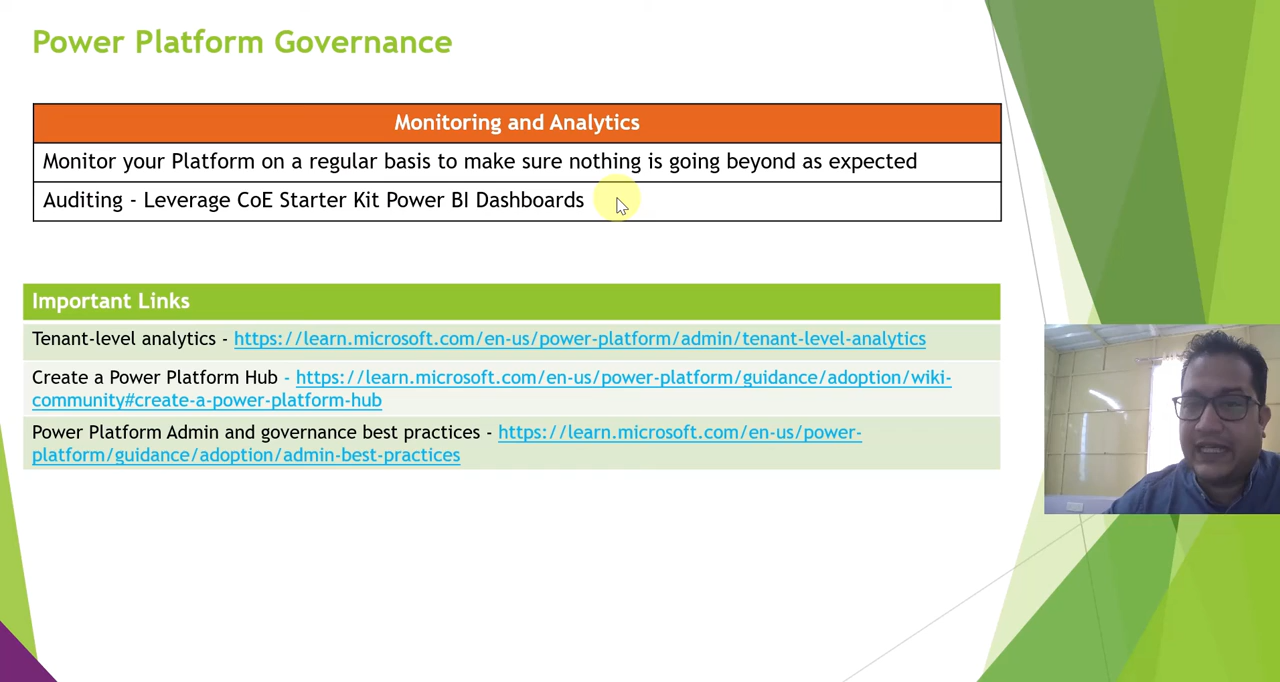 Power Platform Governance
Monitoring and Analytics
Monitor your Platform on a regular basis to make sure nothing is going beyond as expected
Auditing - Leverage CoE Starter Kit Power BI Dashboards
Important Links
Tenant-level analytics - https://learn.microsoft.com/en-us/power-platform/admin/tenant-level-analytics
Create a Power Platform Hub - https://learn.microsoft.com/en-us/power-platform/guidance/adoption/wiki-
community#create-a-power-platform-hub
Power Platform Admin and governance best practices - https://learn.microsoft.com/en-us/power-
platform/guidance/adoption/admin-best-practices